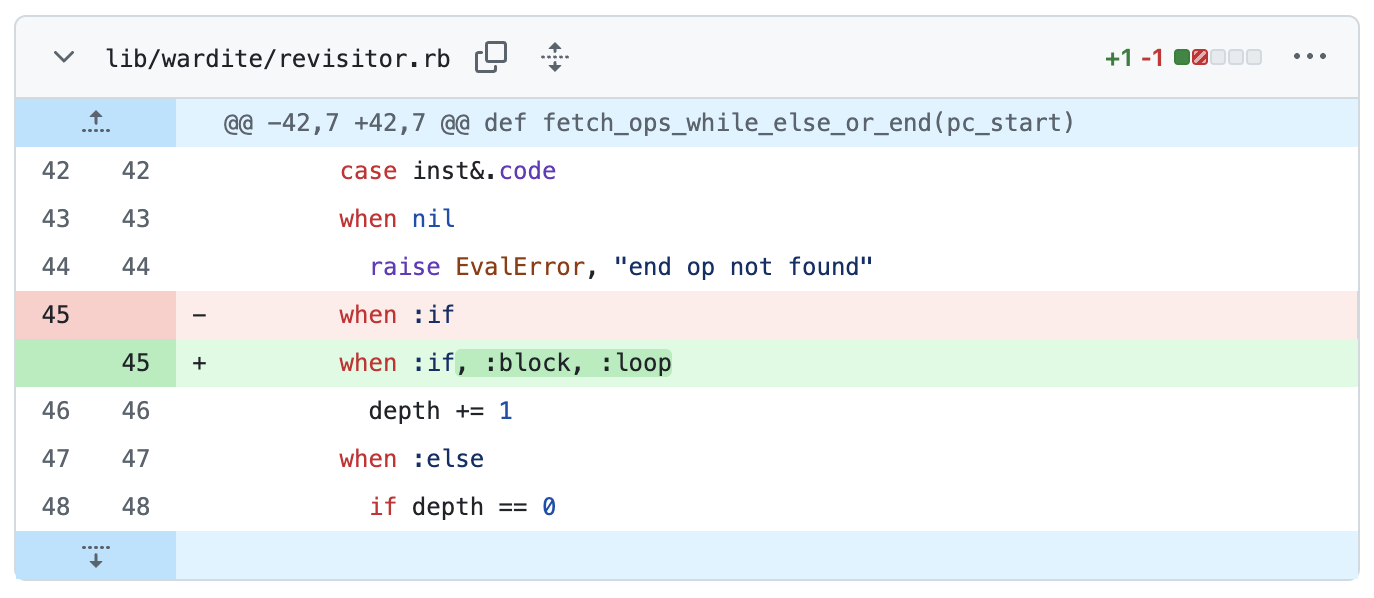 lib/wardite/revisitor.rb +1 -1
@@ −42,7 +42,7 @@ def fetch_ops_while_else_or_end(pc_start)
42 42 case inst&.code
43 43 when nil
44 44 raise EvalError, "end op not found"
45 − when :if
45 + when :if, :block, :loop
46 46 depth += 1
47 47 when :else
48 48 if depth == 0